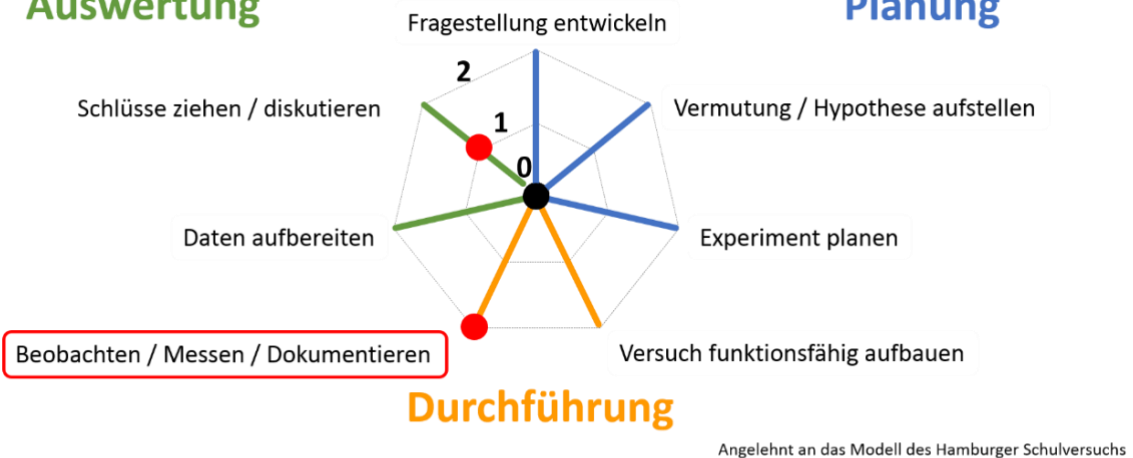 Auswertung
Planung
Fragestellung entwickeln
2
Schlüsse ziehen / diskutieren
Vermutung / Hypothese aufstellen
1
0
Daten aufbereiten
Experiment planen
Beobachten / Messen / Dokumentieren
Versuch funktionsfähig aufbauen
Durchführung
Angelehnt an das Modell des Hamburger Schulversuchs